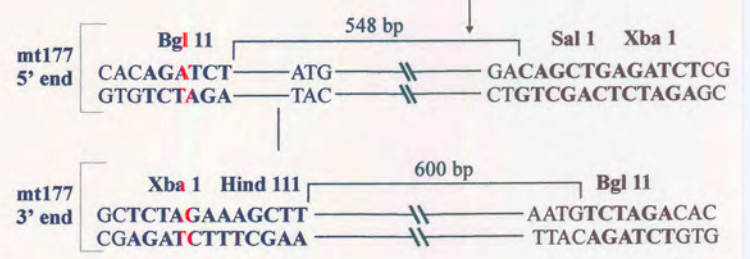 548 bp
Bgl 11 Sal 1 Xba 1
mt177
5' end
CACAGATCT ATG GACAGCTGAGATCTCG
GTGTCTAGA TAC CTGTCGACTCTAGAGC
600 bp
Xba 1 Hind 111 Bgl 11
mt177
3' end
GCTCTAGAAAGCTT AATGTCTAGACAC
CGAGATCTTTCGAA TTACAGATCTGTG